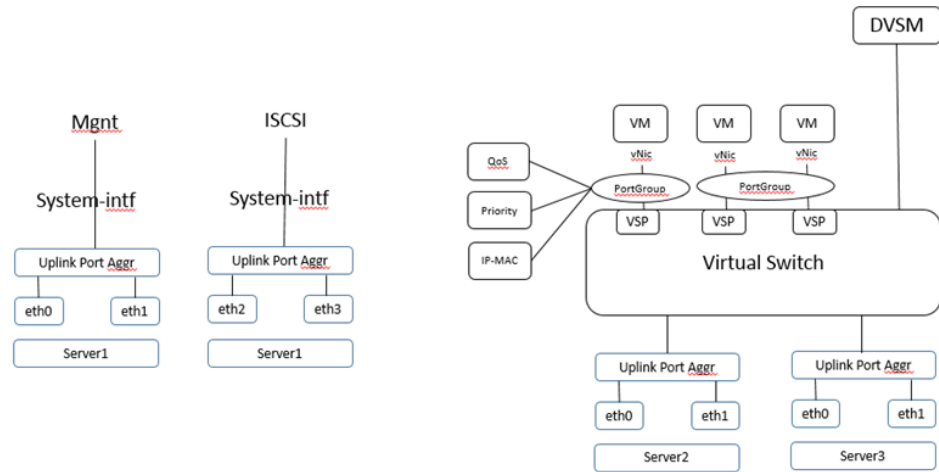 DVSM
Mgnt
ISCSI
System-intf
System-intf
Uplink Port Aggr
Uplink Port Aggr
eth0
eth1
eth2
eth3
Server1
Server1
VM
VM
VM
vNic
vNic
vNic
QoS
Priority
IP-MAC
PortGroup
PortGroup
VSP
VSP
VSP
Virtual Switch
Uplink Port Aggr
Uplink Port Aggr
eth0
eth1
eth0
eth1
Server2
Server3